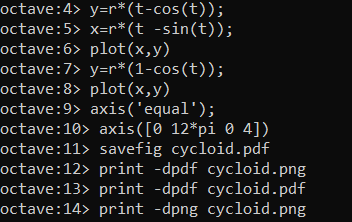 octave:4> y=r*(t-cos(t));
octave:5> x=r*(t -sin(t));
octave:6> plot(x,y)
octave:7> y=r*(1-cos(t));
octave:8> plot(x,y)
octave:9> axis('equal');
octave:10> axis([0 12*pi 0 4])
octave:11> savefig cycloid.pdf
octave:12> print -dpdf cycloid.png
octave:13> print -dpdf cycloid.pdf
octave:14> print -dpng cycloid.png